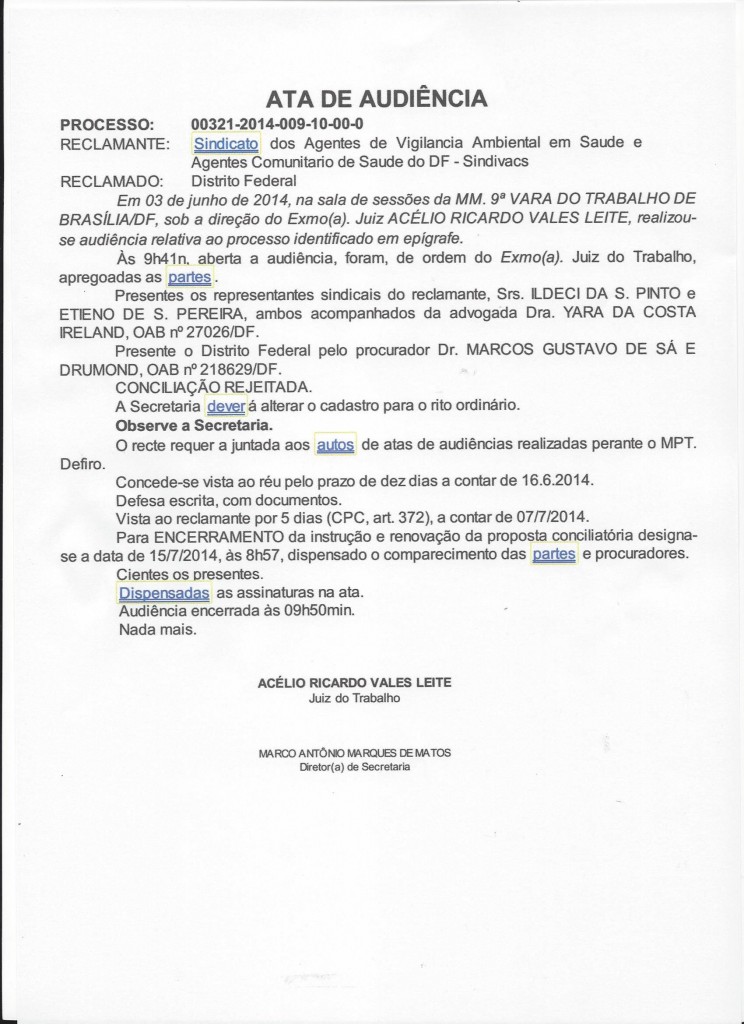 ATA DE AUDIÊNCIA
PROCESSO: 00321-2014-009-10-00-0
RECLAMANTE: Sindicato dos Agentes de Vigilancia Ambiental em Saude e
Agentes Comunitario de Saude do DF - Sindivacs
RECLAMADO: Distrito Federal
Em 03 de junho de 2014, na sala de sessões da MM. 9ª VARA DO TRABALHO DE
BRASÍLIA/DF, sob a direção do Exmo(a). Juiz ACÉLIO RICARDO VALES LEITE, realizou-
se audiência relativa ao processo identificado em epígrafe.
Às 9h41n, aberta a audiência, foram, de ordem do Exmo(a). Juiz do Trabalho,
apregoadas as partes .
Presentes os representantes sindicais do reclamante, Srs. ILDECI DA S. PINTO e
ETIENO DE S. PEREIRA, ambos acompanhados da advogada Dra. YARA DA COSTA
IRELAND, OAB nº 27026/DF.
Presente o Distrito Federal pelo procurador Dr. MARCOS GUSTAVO DE SÁ E
DRUMOND, OAB nº 218629/DF.
CONCILIAÇÃO REJEITADA.
A Secretaria deverá alterar o cadastro para o rito ordinário.
Observe a Secretaria.
O recte requer a juntada aos autos de atas de audiências realizadas perante o MPT.
Defiro.
Concede-se vista ao réu pelo prazo de dez dias a contar de 16.6.2014.
Defesa escrita, com documentos.
Vista ao reclamante por 5 dias (CPC, art. 372), a contar de 07/7/2014.
Para ENCERRAMENTO da instrução e renovação da proposta conciliatória designa-
se a data de 15/7/2014, às 8h57, dispensado o comparecimento das partes e procuradores.
Cientes os presentes.
Dispensadas as assinaturas na ata.
Audiência encerrada às 09h50min.
Nada mais.
ACÉLIO RICARDO VALES LEITE
Juiz do Trabalho
MARCO ANTÔNIO MARQUES DE MATOS
Diretor(a) de Secretaria